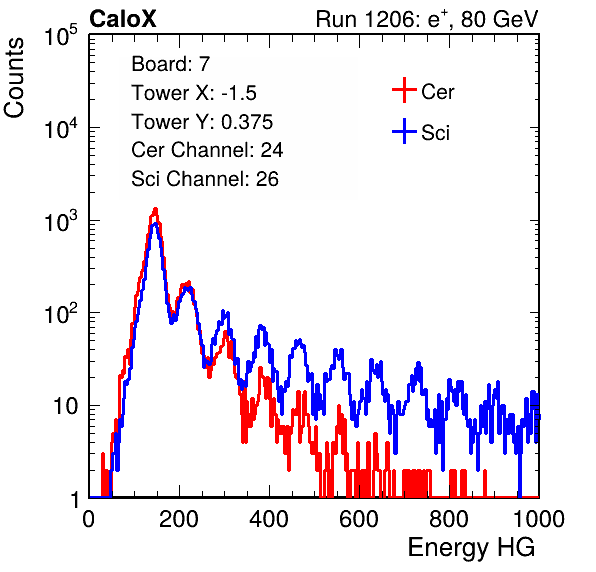 CaloX Run 1206: e⁺, 80 GeV
Counts
Board: 7
Tower X: -1.5
Tower Y: 0.375
Cer Channel: 24
Sci Channel: 26
Cer
Sci
10⁵
10⁴
10³
10²
10
1
0 200 400 600 800 1000
Energy HG